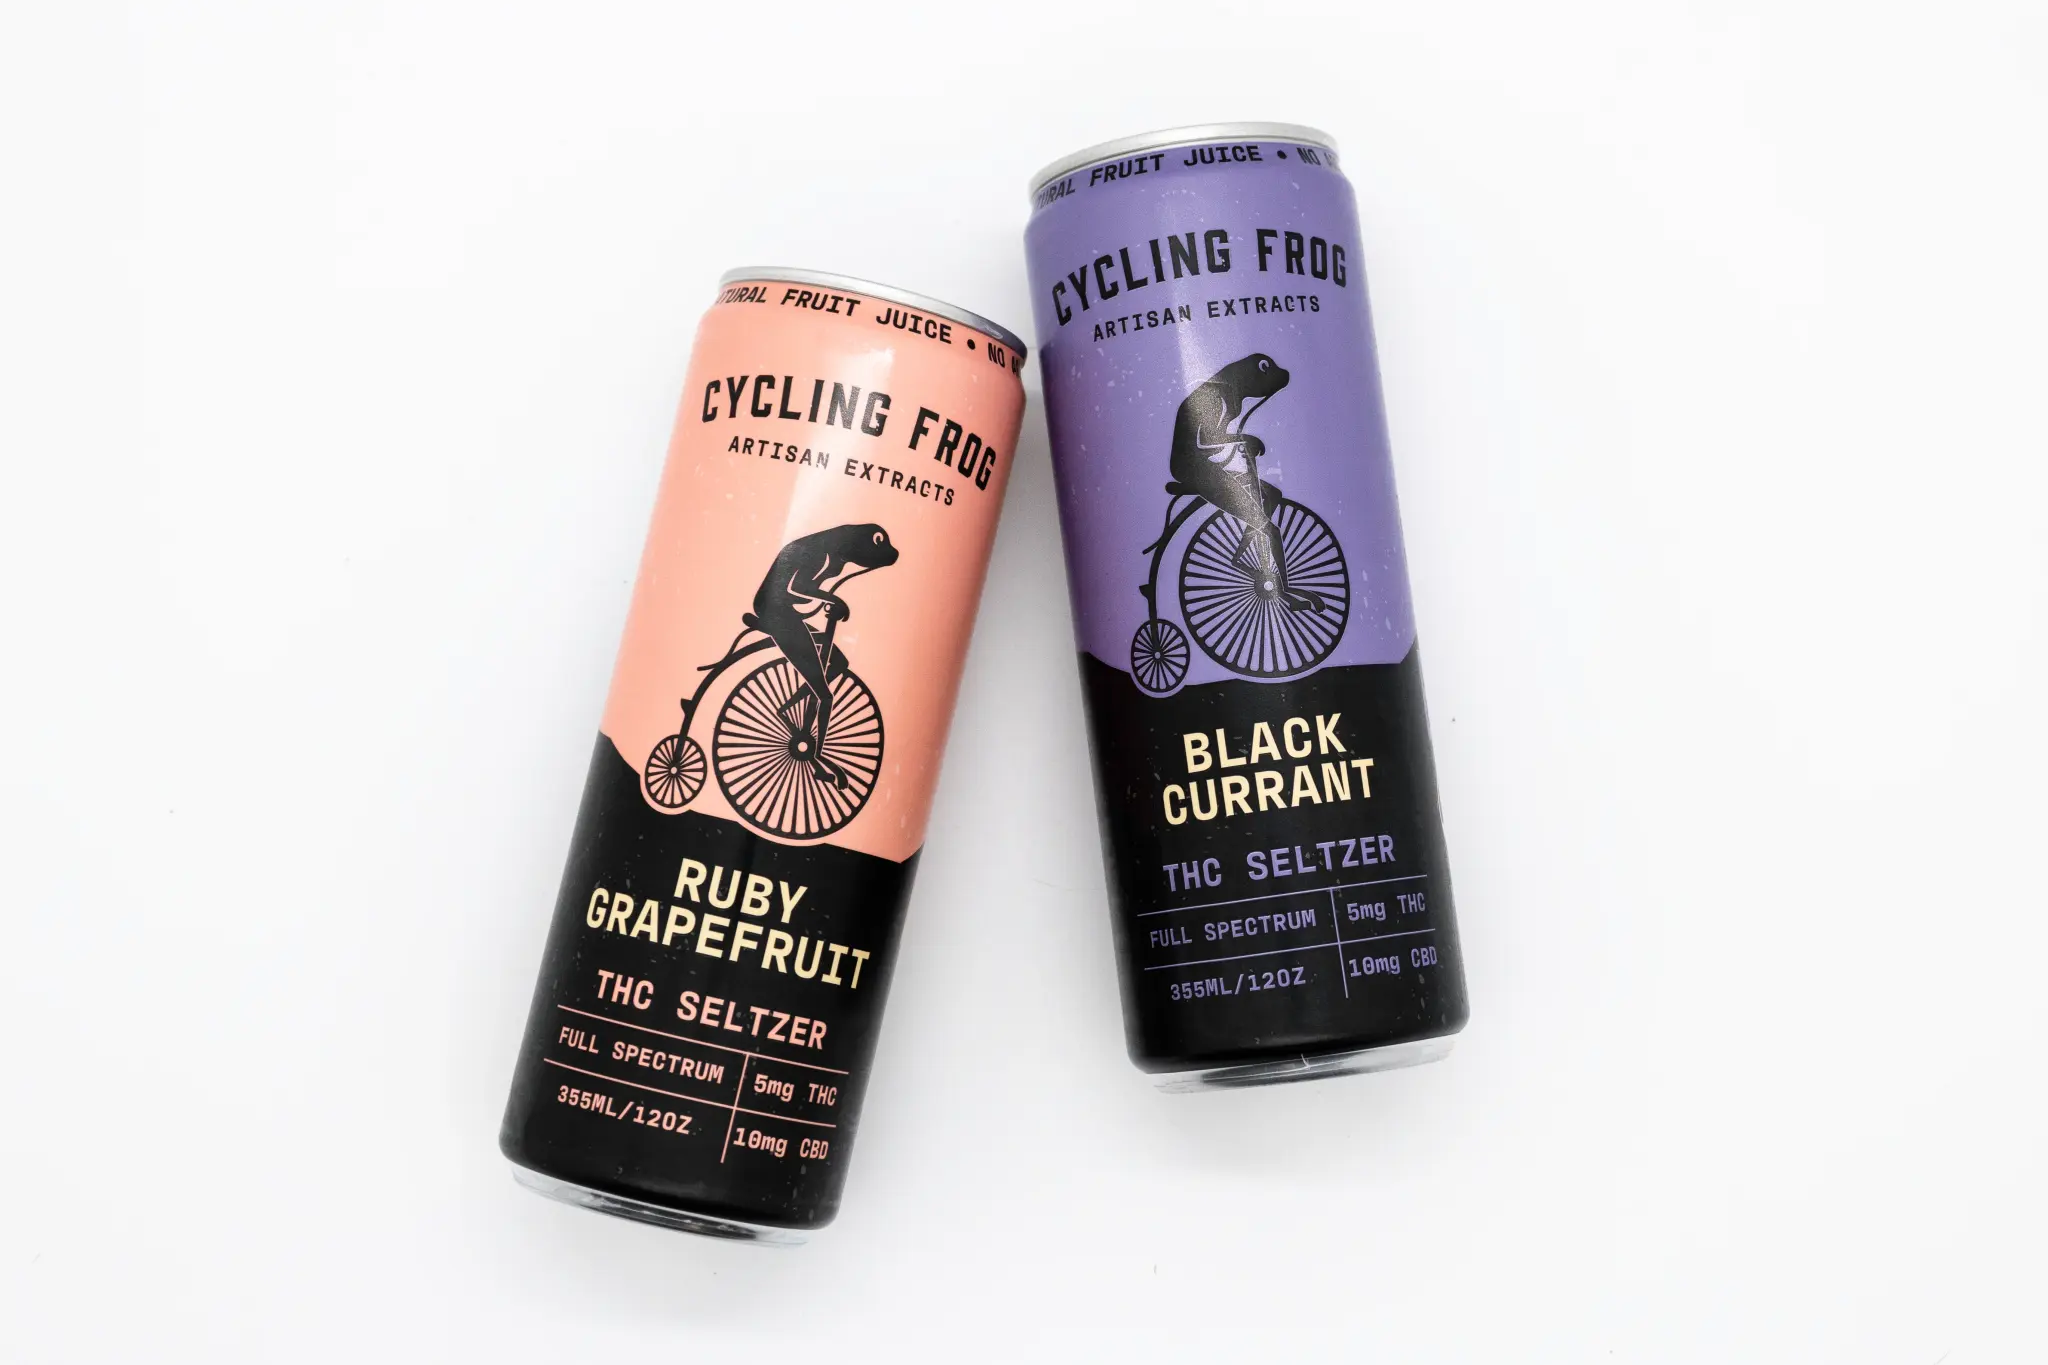 FRUIT JUICE • NO
CYCLING FROG
ARTISAN EXTRACTS
RUBY
GRAPEFRUIT
THC SELTZER
FULL SPECTRUM
5mg THC
355ML/12OZ
10mg CBD
FRUIT JUICE • NO
CYCLING FROG
ARTISAN EXTRACTS
BLACK
CURRANT
THC SELTZER
FULL SPECTRUM
5mg THC
355ML/12OZ
10mg CBD